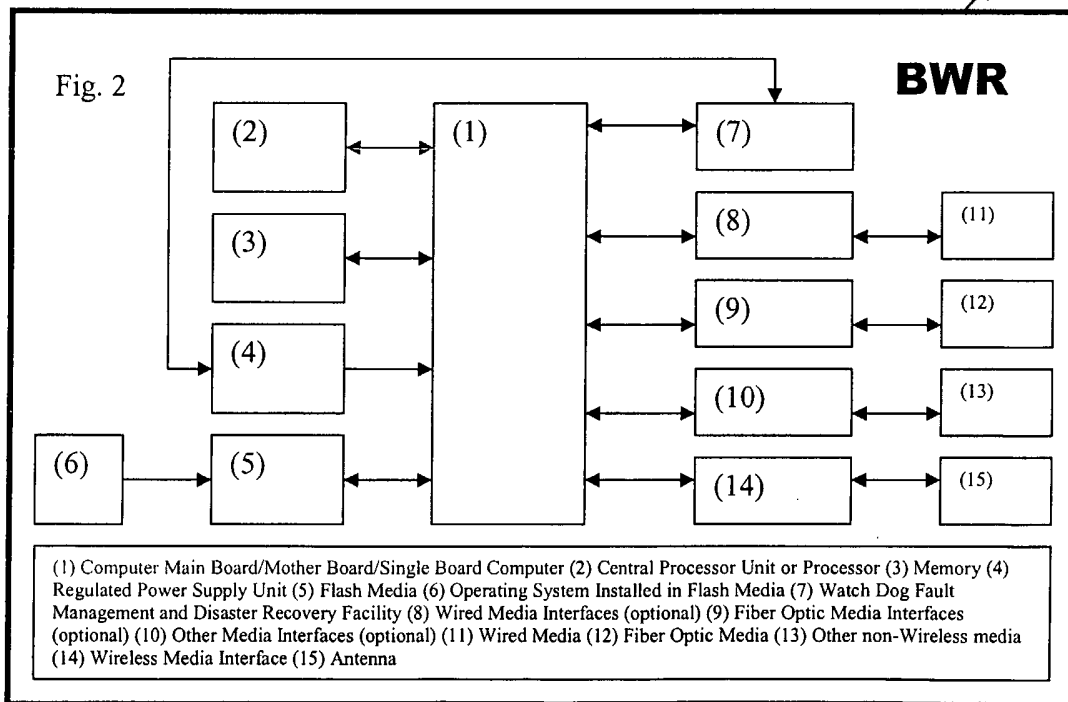 Fig. 2
BWR
(2)
(1)
(7)
(3)
(8)
(11)
(4)
(9)
(12)
(10)
(13)
(6)
(5)
(14)
(15)
(1) Computer Main Board/Mother Board/Single Board Computer (2) Central Processor Unit or Processor (3) Memory (4)
Regulated Power Supply Unit (5) Flash Media (6) Operating System Installed in Flash Media (7) Watch Dog Fault
Management and Disaster Recovery Facility (8) Wired Media Interfaces (optional) (9) Fiber Optic Media Interfaces
(optional) (10) Other Media Interfaces (optional) (11) Wired Media (12) Fiber Optic Media (13) Other non-Wireless media
(14) Wireless Media Interface (15) Antenna